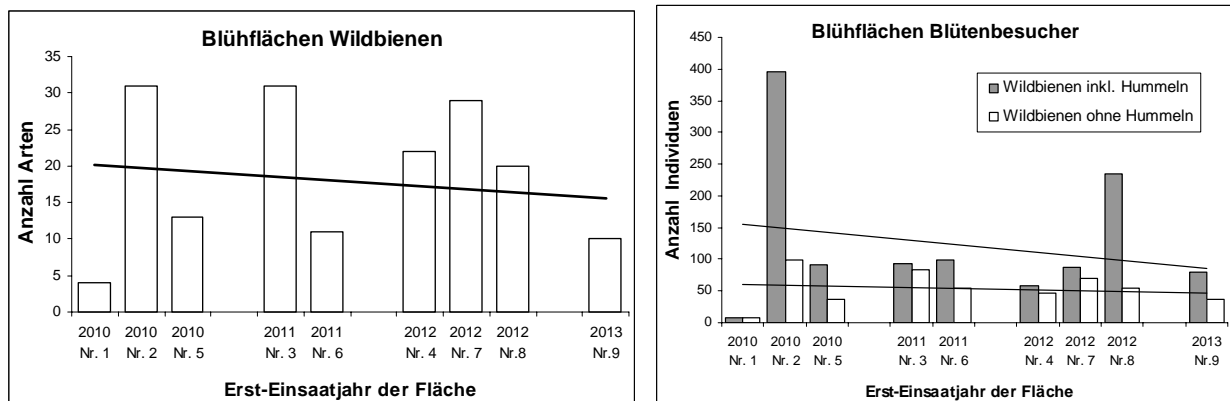 Blühflächen Wildbienen
Anzahl Arten
35
30
25
20
15
10
5
0
2010 2010 2010 2011 2011 2012 2012 2012 2013
Nr. 1 Nr. 2 Nr. 5 Nr. 3 Nr. 6 Nr. 4 Nr. 7 Nr.8 Nr.9
Erst-Einsaatjahr der Fläche
Blühflächen Blütenbesucher
Anzahl Individuen
450
400
350
300
250
200
150
100
50
0
Wildbienen inkl. Hummeln
Wildbienen ohne Hummeln
2010 2010 2010 2011 2011 2012 2012 2012 2013
Nr. 1 Nr. 2 Nr. 5 Nr. 3 Nr. 6 Nr. 4 Nr. 7 Nr.8 Nr.9
Erst-Einsaatjahr der Fläche